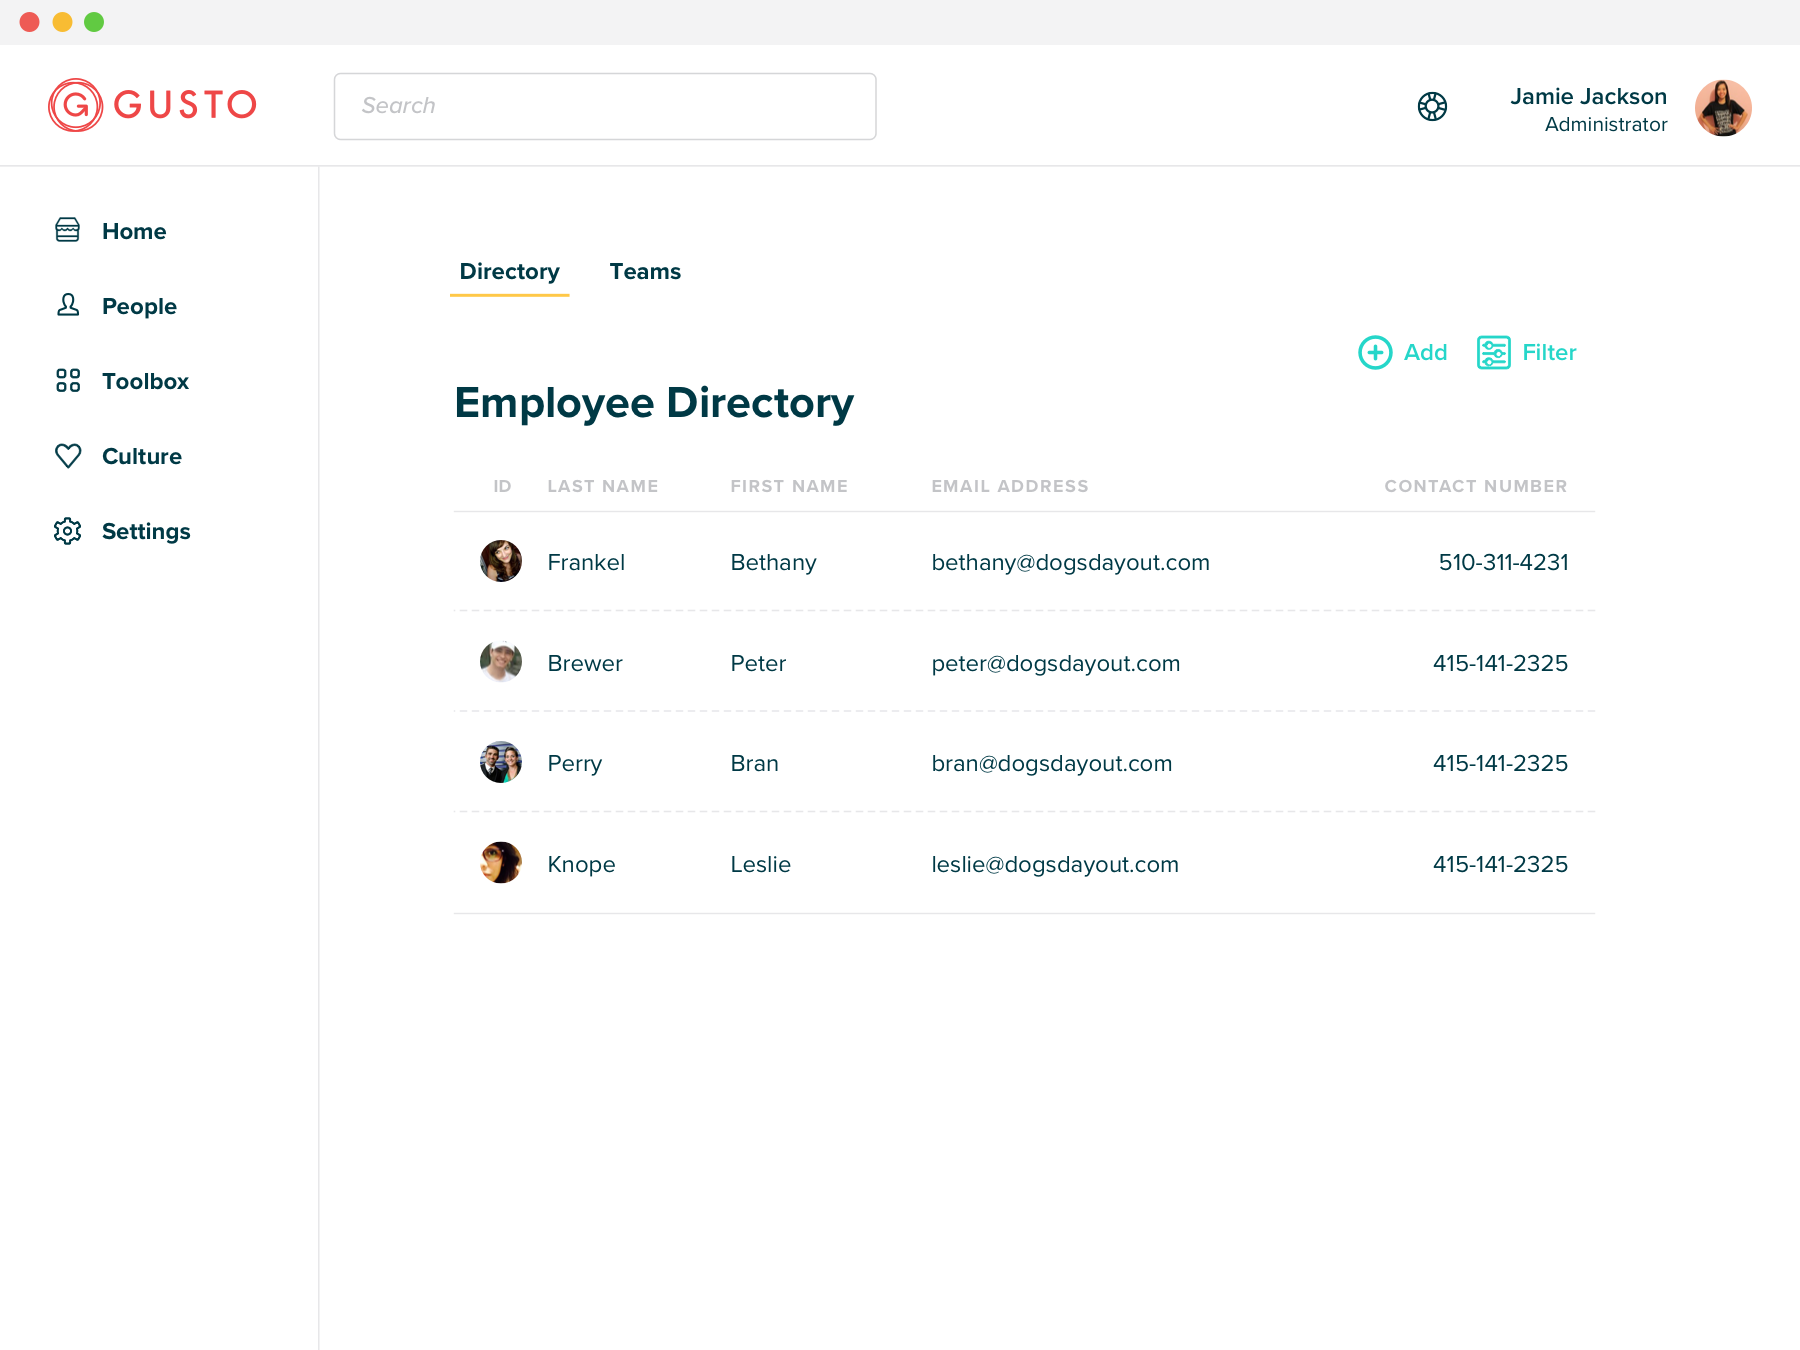 GUSTO
Search
Jamie Jackson
Administrator
Home
People
Toolbox
Culture
Settings
Directory Teams
Add Filter
Employee Directory
ID LAST NAME FIRST NAME EMAIL ADDRESS CONTACT NUMBER
Frankel Bethany bethany@dogsdayout.com 510-311-4231
Brewer Peter peter@dogsdayout.com 415-141-2325
Perry Bran bran@dogsdayout.com 415-141-2325
Knope Leslie leslie@dogsdayout.com 415-141-2325